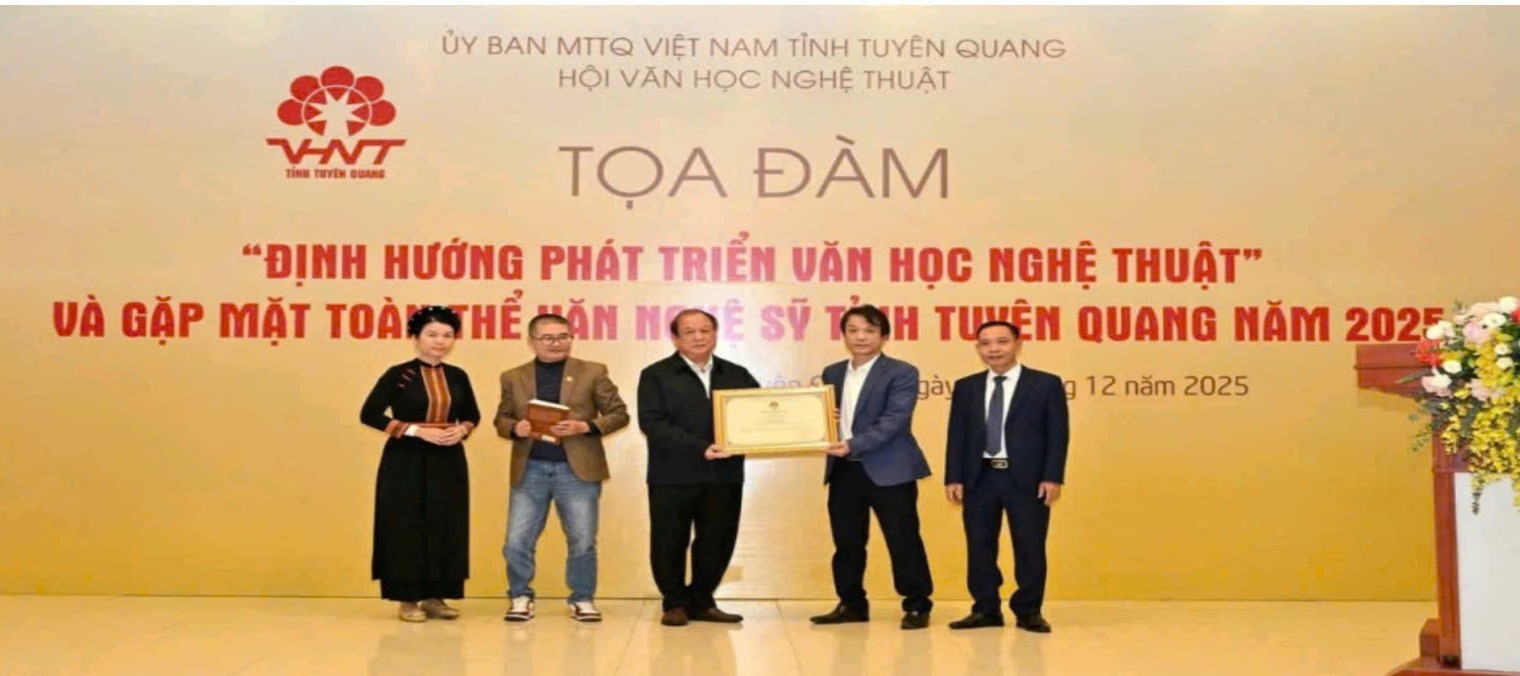 ỦY BAN MTTQ VIỆT NAM TỈNH TUYÊN QUANG
HỘI VĂN HỌC NGHỆ THUẬT
VHNT
TỈNH TUYÊN QUANG
TỌA ĐÀM
“ĐỊNH HƯỚNG PHÁT TRIỂN VĂN HỌC NGHỆ THUẬT”
VÀ GẶP MẶT TOÀN THỂ VĂN NGHỆ SỸ TỈNH TUYÊN QUANG NĂM 2025
12 năm 2025